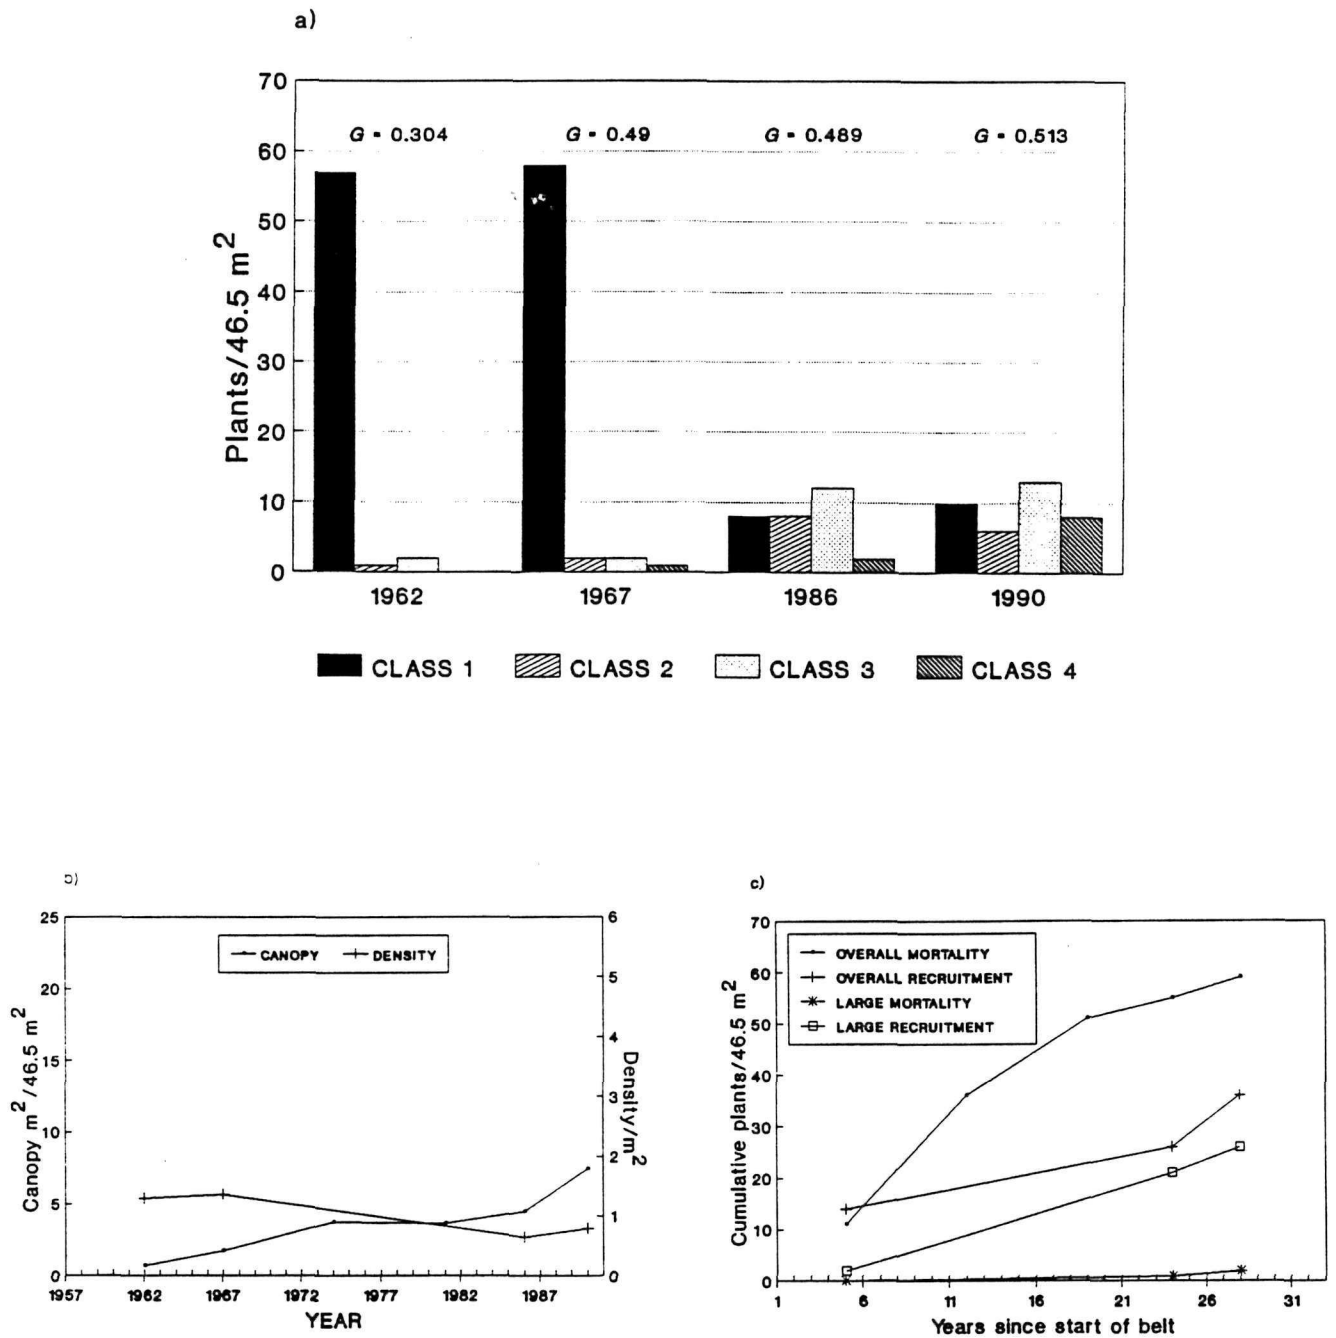 a)
70
G = 0.304 G = 0.49 G = 0.489 G = 0.513
60
50
40
30
20
10
0
Plants/46.5 m²
1962 1967 1986 1990
CLASS 1 CLASS 2 CLASS 3 CLASS 4
b)
25
20
15
10
5
0
Canopy m²/46.5 m²
CANOPY DENSITY
6
5
4
3
2
1
0
Density/m²
1957 1962 1967 1972 1977 1982 1987
YEAR
c)
70
60
50
40
30
20
10
0
Cumulative plants/46.5 m²
OVERALL MORTALITY
OVERALL RECRUITMENT
LARGE MORTALITY
LARGE RECRUITMENT
1 6 11 16 21 26 31
Years since start of belt